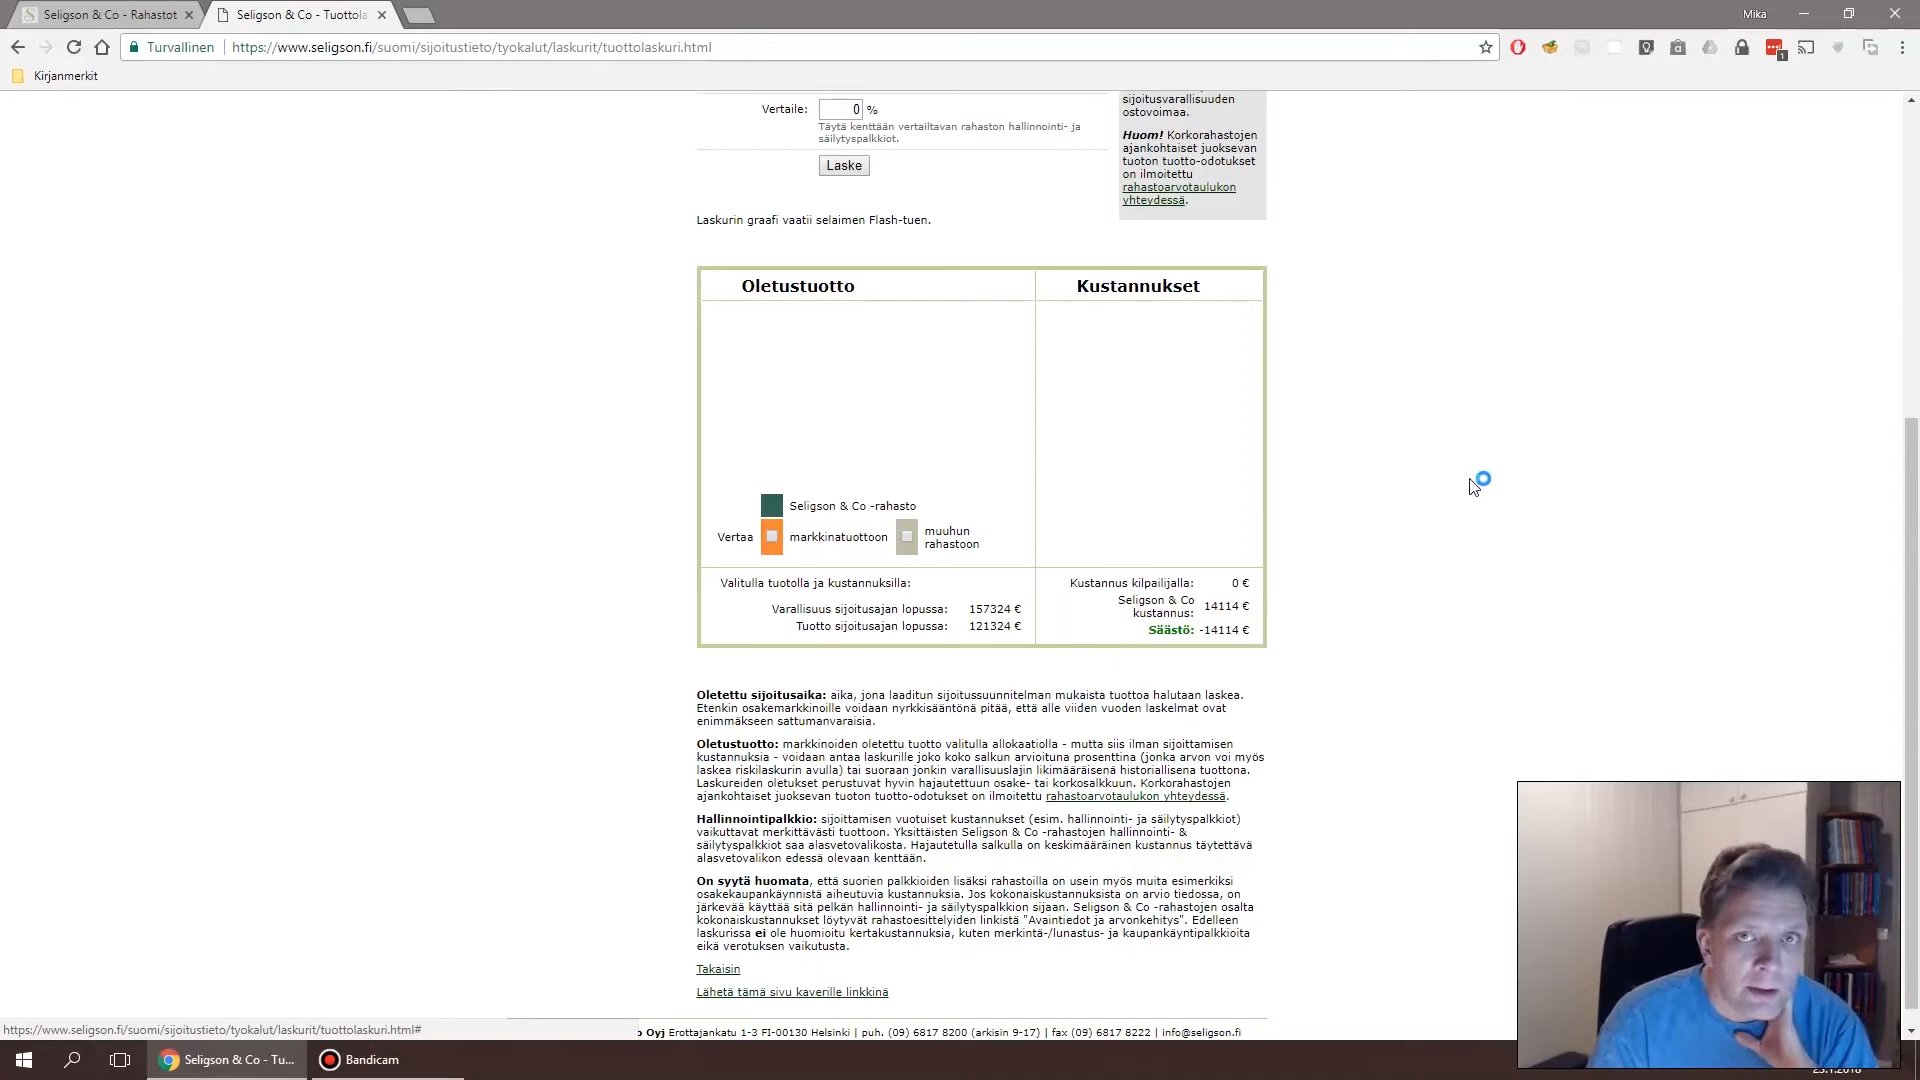 Seligson & Co - Rahastot
Seligson & Co - Tuottola
Mika
Turvallinen
https://www.seligson.fi/suomi/sijoitustieto/tyokalut/laskurit/tuottolaskuri.html
1
Kirjanmerkit
Vertaile:
0 %
Täytä kenttään vertailtavan rahaston hallinnointi- ja
säilytyspalkkiot.
Laske
sijoitusvarallisuuden
ostovoimaa.
Huom! Korkorahastojen
ajankohtaiset juoksevan
tuoton tuotto-odotukset
on ilmoitettu
rahastoarvotaulukon
yhteydessä.
Laskurin graafi vaatii selaimen Flash-tuen.
Oletustuotto
Kustannukset
Seligson & Co -rahasto
Vertaa
markkinatuottoon
muuhun
rahastoon
Valitulla tuotolla ja kustannuksilla:
Varallisuus sijoitusajan lopussa: 157324 €
Tuotto sijoitusajan lopussa: 121324 €
Kustannus kilpailijalla: 0 €
Seligson & Co
kustannus: 14114 €
Säästö: -14114 €
Oletettu sijoitusaika: aika, jona laaditun sijoitussuunnitelman mukaista tuottoa halutaan laskea.
Etenkin osakemarkkinoille voidaan nyrkkisääntönä pitää, että alle viiden vuoden laskelmat ovat
enimmäkseen sattumanvaraisia.
Oletustuotto: markkinoiden oletettu tuotto valitulla allokaatiolla - mutta siis ilman sijoittamisen
kustannuksia - voidaan antaa laskurille joko koko salkun arvioituna prosenttina (jonka arvon voi myös
laskea riskilaskurin avulla) tai suoraan jonkin varallisuuslajin likimääräisenä historiallisena tuottona.
Laskureiden oletukset perustuvat hyvin hajautettuun osake- tai korkosalkkuun. Korkorahastojen
ajankohtaiset juoksevan tuoton tuotto-odotukset on ilmoitettu rahastoarvotaulukon yhteydessä.
Hallinnointipalkkio: sijoittamisen vuotuiset kustannukset (esim. hallinnointi- ja säilytyspalkkiot)
vaikuttavat merkittävästi tuottoon. Yksittäisten Seligson & Co -rahastojen hallinnointi- &
säilytyspalkkiot saa alasvetovalikosta. Hajautetulla salkulla on keskimääräinen kustannus täytettävä
alasvetovalikon edessä olevaan kenttään.
On syytä huomata, että suorien palkkioiden lisäksi rahastoilla on usein myös muita esimerkiksi
osakekaupankäynnistä aiheutuvia kustannuksia. Jos kokonaiskustannuksista on arvio tiedossa, on
järkevää käyttää sitä pelkän hallinnointi- ja säilytyspalkkion sijaan. Seligson & Co -rahastojen osalta
kokonaiskustannukset löytyvät rahastoesittelyiden linkistä "Avaintiedot ja arvonkehitys". Edelleen
laskurissa ei ole huomioitu kertakustannuksia, kuten merkintä-/lunastus- ja kaupankäyntipalkkioita
eikä verotuksen vaikutusta.
Takaisin
Lähetä tämä sivu kaverille linkkinä
https://www.seligson.fi/suomi/sijoitustieto/tyokalut/laskurit/tuottolaskuri.html#
o Oyj Erottajankatu 1-3 FI-00130 Helsinki | puh. (09) 6817 8200 (arkisin 9-17) | fax (09) 6817 8222 | info@seligson.fi
Seligson & Co - Tu...
Bandicam